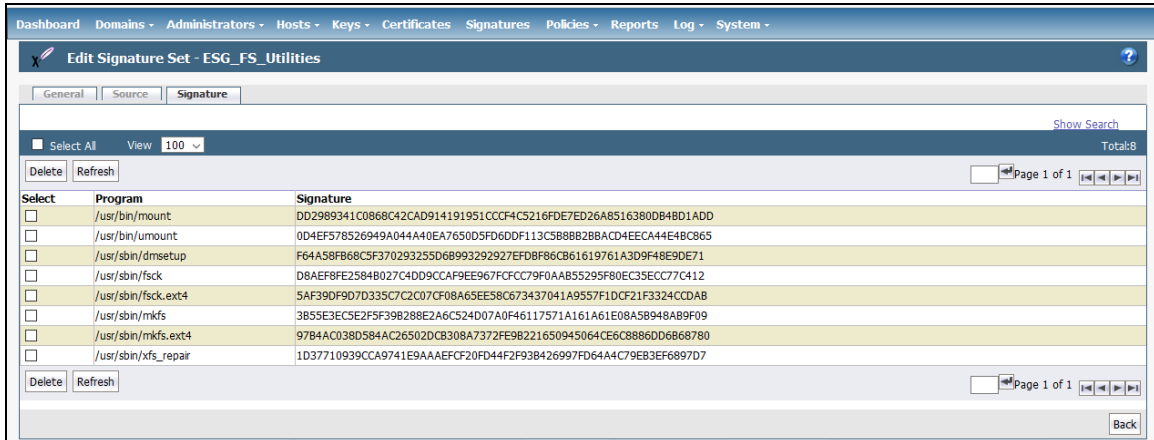 Dashboard Domains Administrators Hosts Keys Certificates Signatures Policies Reports Log System
Edit Signature Set - ESG_FS_Utilities ?
General Source Signature
Show Search
Select All View 100 Total:8
Delete Refresh Page 1 of 1
Select Program Signature
/usr/bin/mount DD2989341C0868C42CAD914191951CCCF4C5216FDE7ED26A8516380DB4BD1ADD
/usr/bin/umount 0D4EF578526949A044A40EA7650D5FD6DDF113C5B8BB2BBACD4EECA44E4BC865
/usr/sbin/dmsetup F64A58FB68C5F370293255D6B993292927EFDBF86CB61619761A3D9F48E9DE71
/usr/sbin/fsck D8AEF8FE2584B027C4DD9CCAF9EE967FCFCC79F0AAB55295F80EC35ECC77C412
/usr/sbin/fsck.ext4 5AF39DF9D7D335C7C2C07CF08A65EE58C673437041A9557F1DCF21F3324CCDAB
/usr/sbin/mkfs 3B55E3EC5E2F5F39B288E2A6C524D07A0F46117571A161A61E08A5B948AB9F09
/usr/sbin/mkfs.ext4 97B4AC038D584AC26502DCB308A7372FE9B221650945064CE6C8886DD6B68780
/usr/sbin/xfs_repair 1D37710939CCA9741E9AAAEFCF20FD44F2F93B426997FD64A4C79EB3EF6897D7
Delete Refresh Page 1 of 1
Back